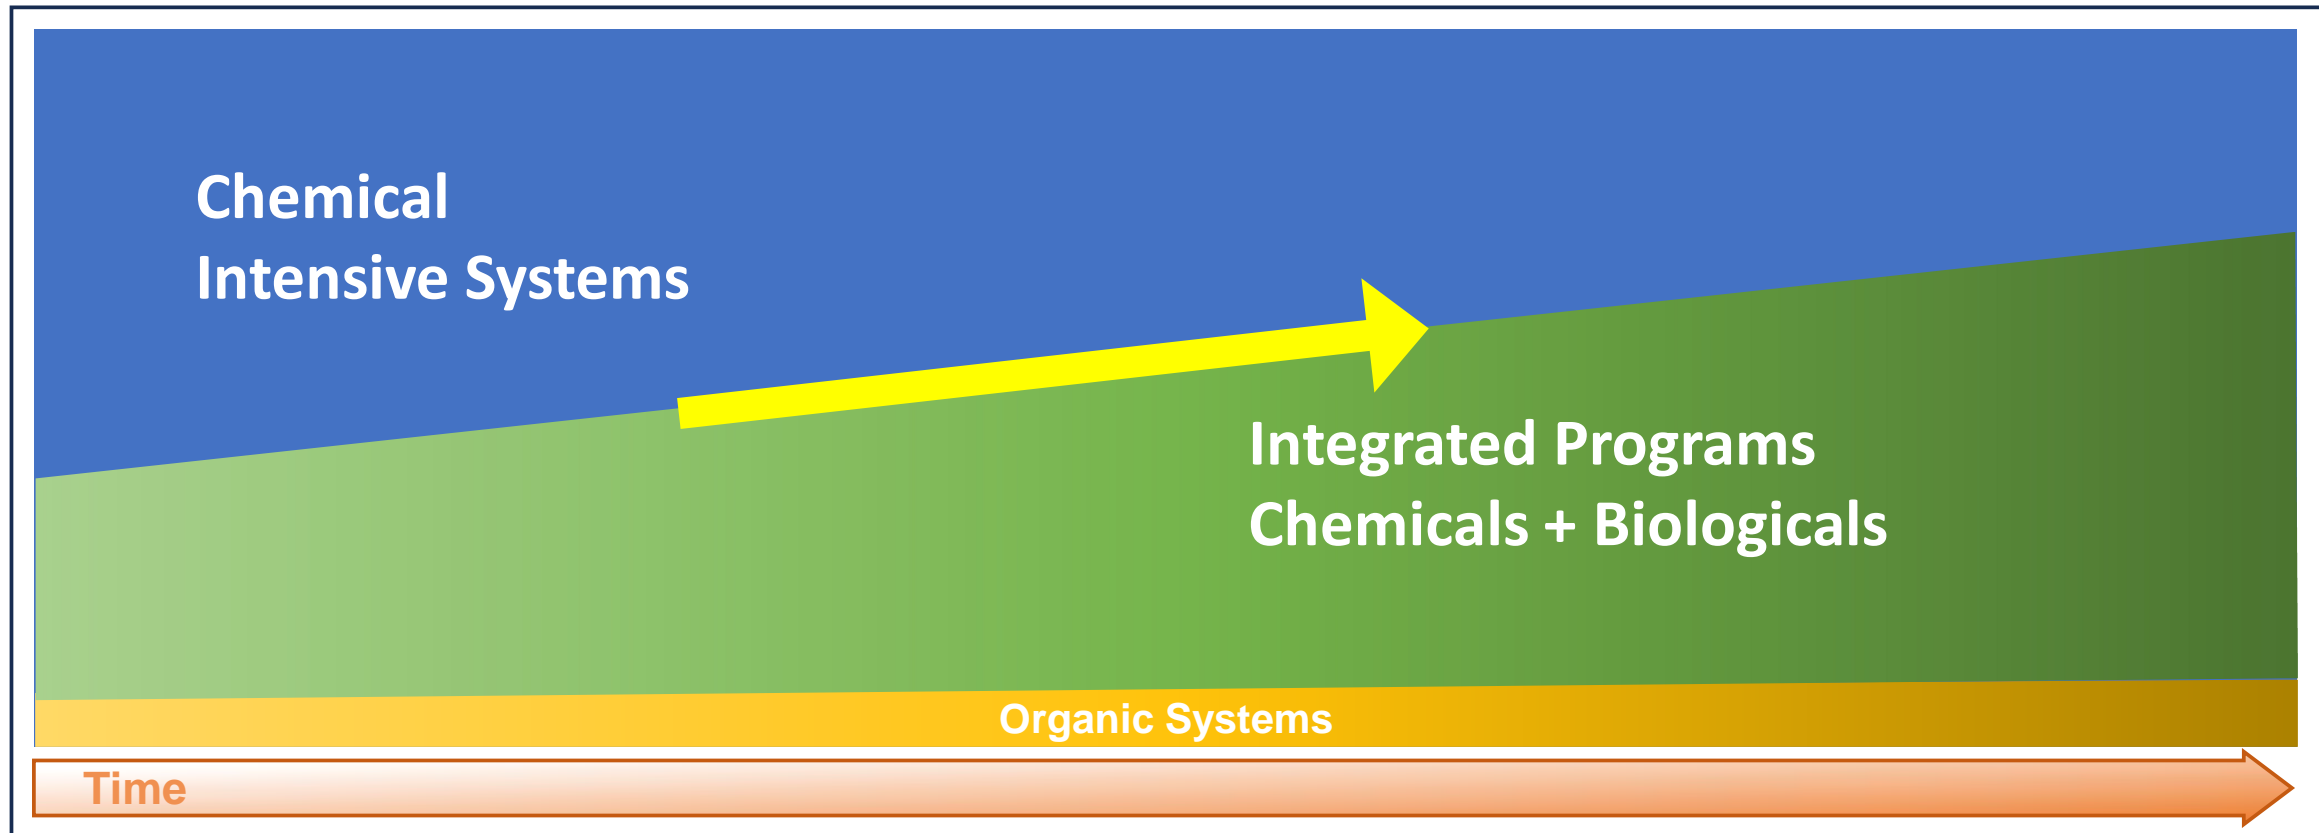 Chemical
Intensive Systems
Integrated Programs
Chemicals + Biologicals
Organic Systems
Time